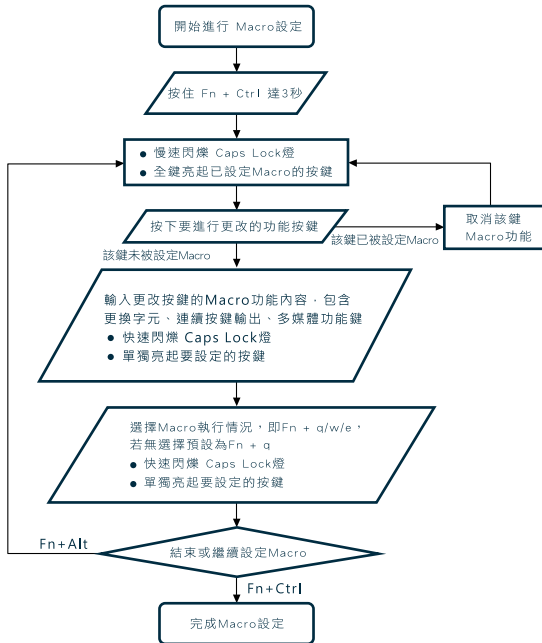 開始進行 Macro設定
按住 Fn + Ctrl 達3秒
● 慢速閃爍 Caps Lock燈
● 全鍵亮起已設定Macro的按鍵
按下要進行更改的功能按鍵
取消該鍵
Macro功能
該鍵已被設定Macro
該鍵未被設定Macro
輸入更改按鍵的Macro功能內容，包含
更換字元、連續按鍵輸出、多媒體功能鍵
● 快速閃爍 Caps Lock燈
● 單獨亮起要設定的按鍵
選擇Macro執行情況，即Fn + q/w/e，
若無選擇預設為Fn + q
● 快速閃爍 Caps Lock燈
● 單獨亮起要設定的按鍵
Fn+Alt
結束或繼續設定Macro
Fn+Ctrl
完成Macro設定